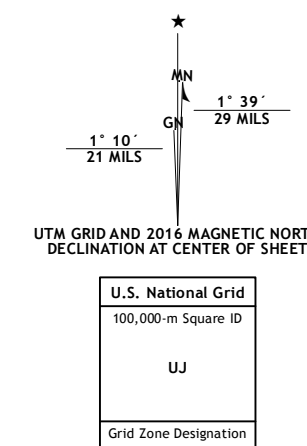 ★
MN
1° 39´
29 MILS
GN
1° 10´
21 MILS
UTM GRID AND 2016 MAGNETIC NORT
DECLINATION AT CENTER OF SHEET
U.S. National Grid
100,000-m Square ID
UJ
Grid Zone Designation